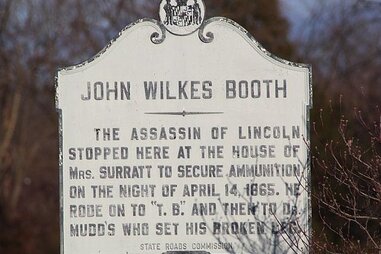 JOHN WILKES BOOTH
THE ASSASSIN OF LINCOLN
STOPPED HERE AT THE HOUSE OF
MRS. SURRATT TO SECURE AMMUNITION
ON THE NIGHT OF APRIL 14, 1865. HE
RODE ON TO "T. B." AND THEN TO DR.
MUDD'S WHO SET HIS BROKEN LEG.
STATE ROADS COMMISSION